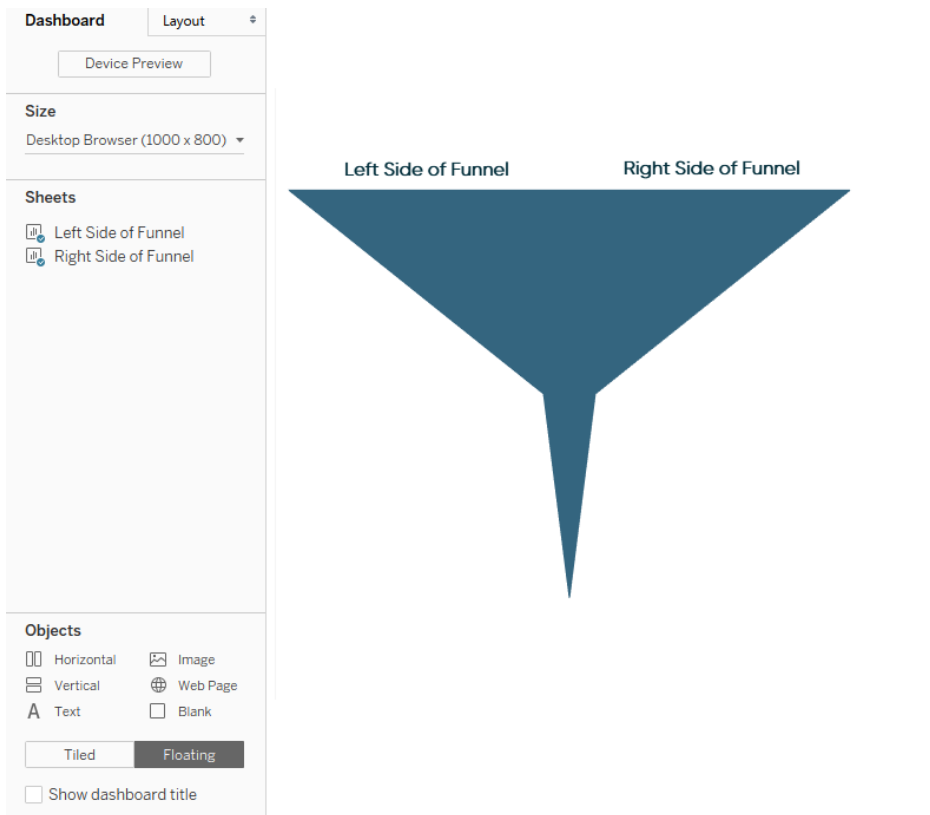 Dashboard
Layout
Device Preview
Size
Desktop Browser (1000 x 800)
Sheets
Left Side of Funnel
Right Side of Funnel
Left Side of Funnel
Right Side of Funnel
Objects
Horizontal
Image
Vertical
Web Page
A Text
Blank
Tiled
Floating
Show dashboard title